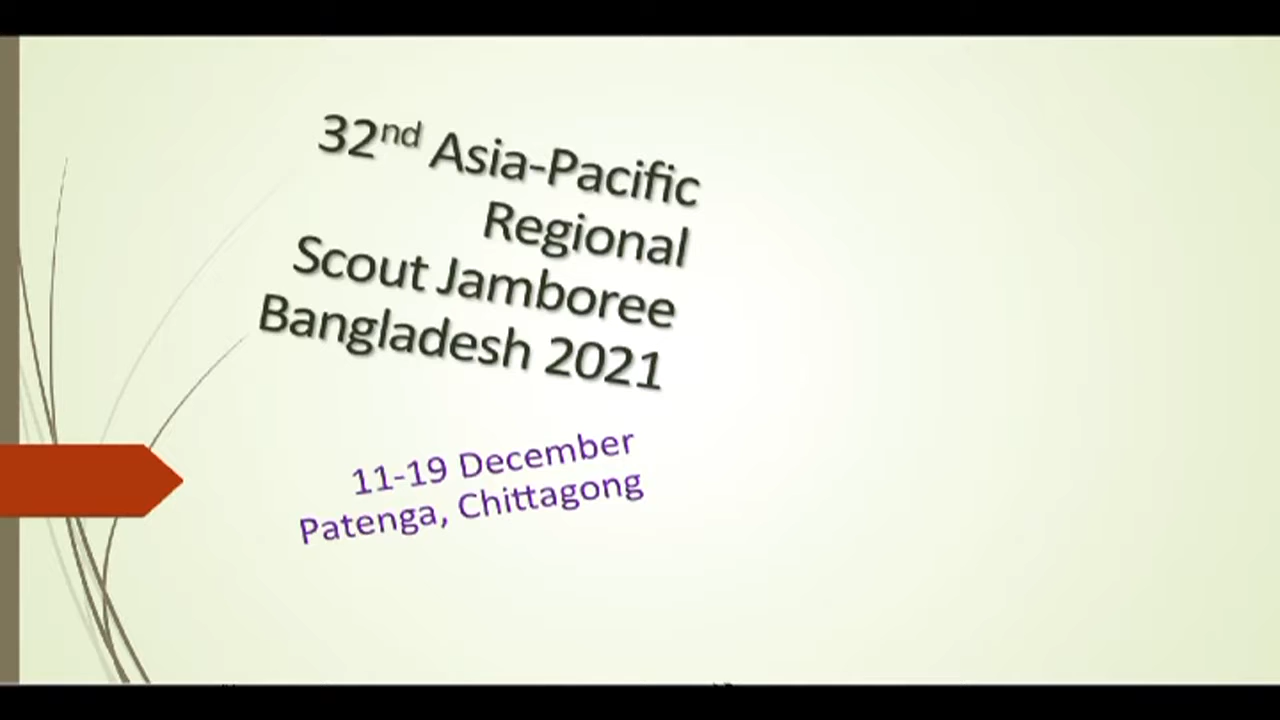 32nd Asia-Pacific
Regional
Scout Jamboree
Bangladesh 2021
11-19 December
Patenga, Chittagong